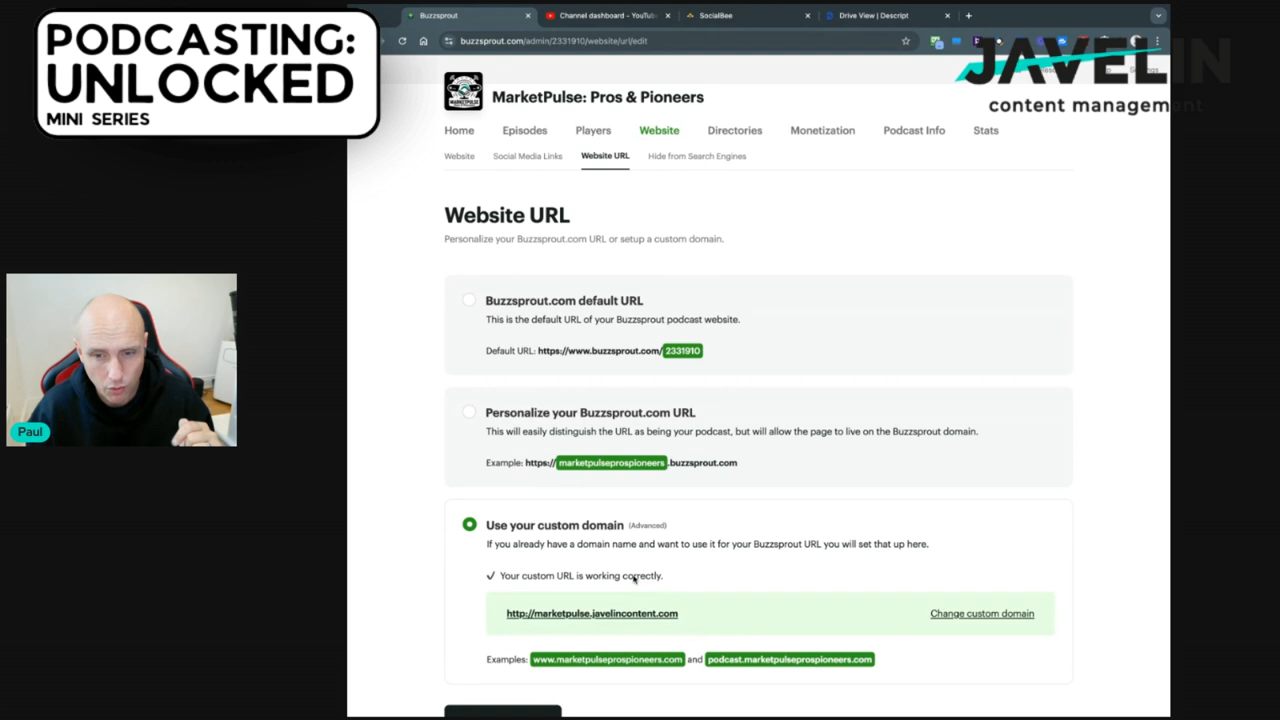 PODCASTING:
UNLOCKED
MINI SERIES
Buzzsprout
Channel dashboard - YouTub
SocialBee
Drive View | Descript
buzzsprout.com/admin/2331910/website/url/edit
JAVELIN
content management
MARKETPULSE
MarketPulse: Pros & Pioneers
Home Episodes Players Website Directories Monetization Podcast Info Stats
Website Social Media Links Website URL Hide from Search Engines
Website URL
Personalize your Buzzsprout.com URL or setup a custom domain.
Buzzsprout.com default URL
This is the default URL of your Buzzsprout podcast website.
Default URL: https://www.buzzsprout.com/2331910
Personalize your Buzzsprout.com URL
This will easily distinguish the URL as being your podcast, but will allow the page to live on the Buzzsprout domain.
Example: https://marketpulseprospioneers.buzzsprout.com
Paul
Use your custom domain (Advanced)
If you already have a domain name and want to use it for your Buzzsprout URL you will set that up here.
✓ Your custom URL is working correctly.
http://marketpulse.javelincontent.com Change custom domain
Examples: www.marketpulseprospioneers.com and podcast.marketpulseprospioneers.com